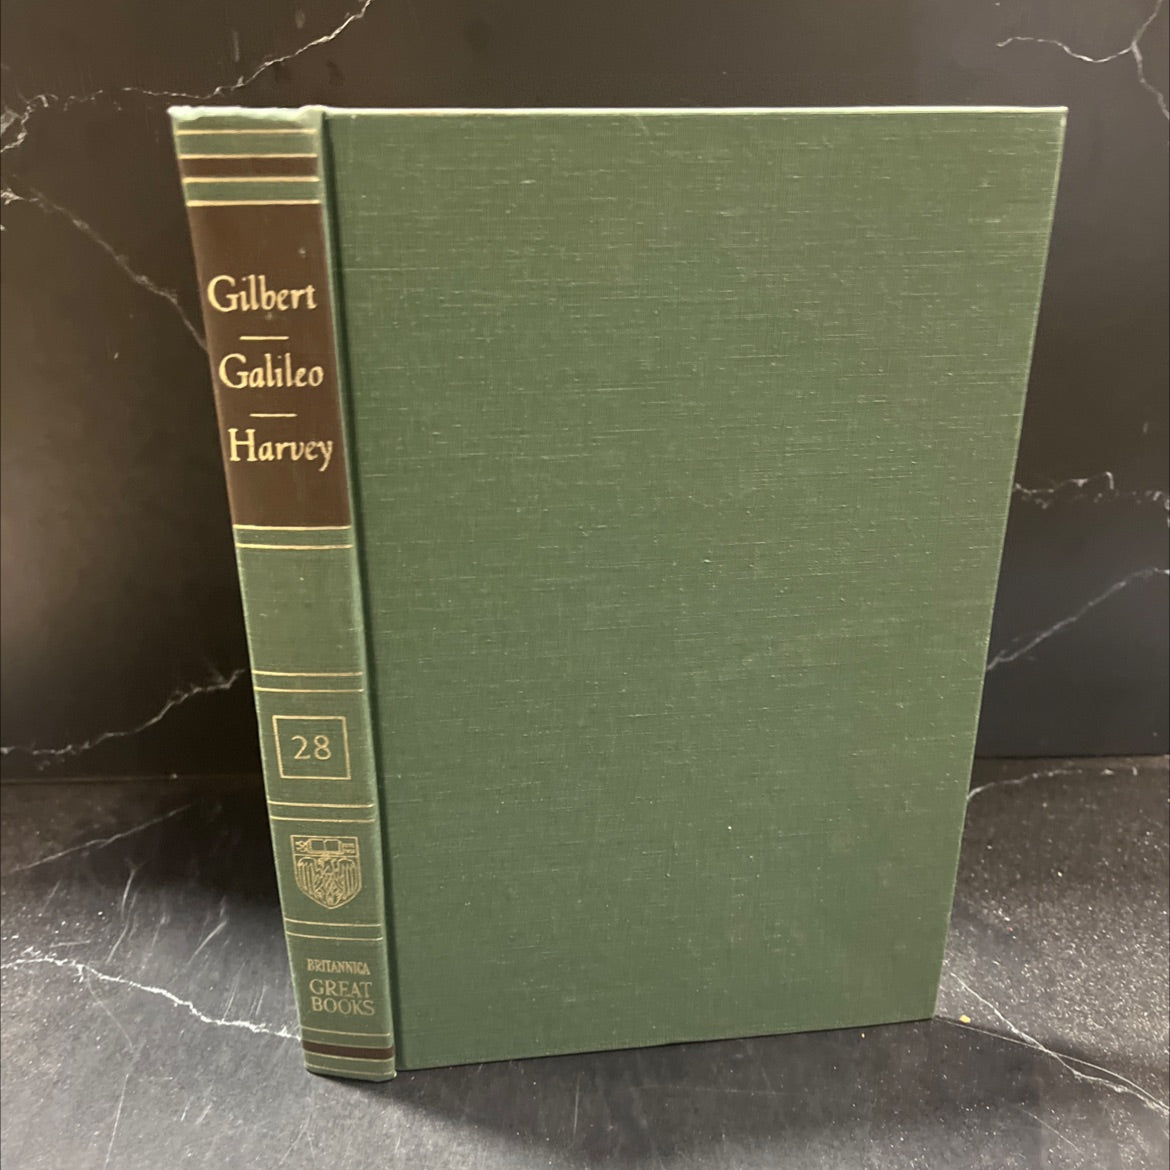 Gilbert
Galileo
Harvey
28
BRITANNICA
GREAT
BOOKS